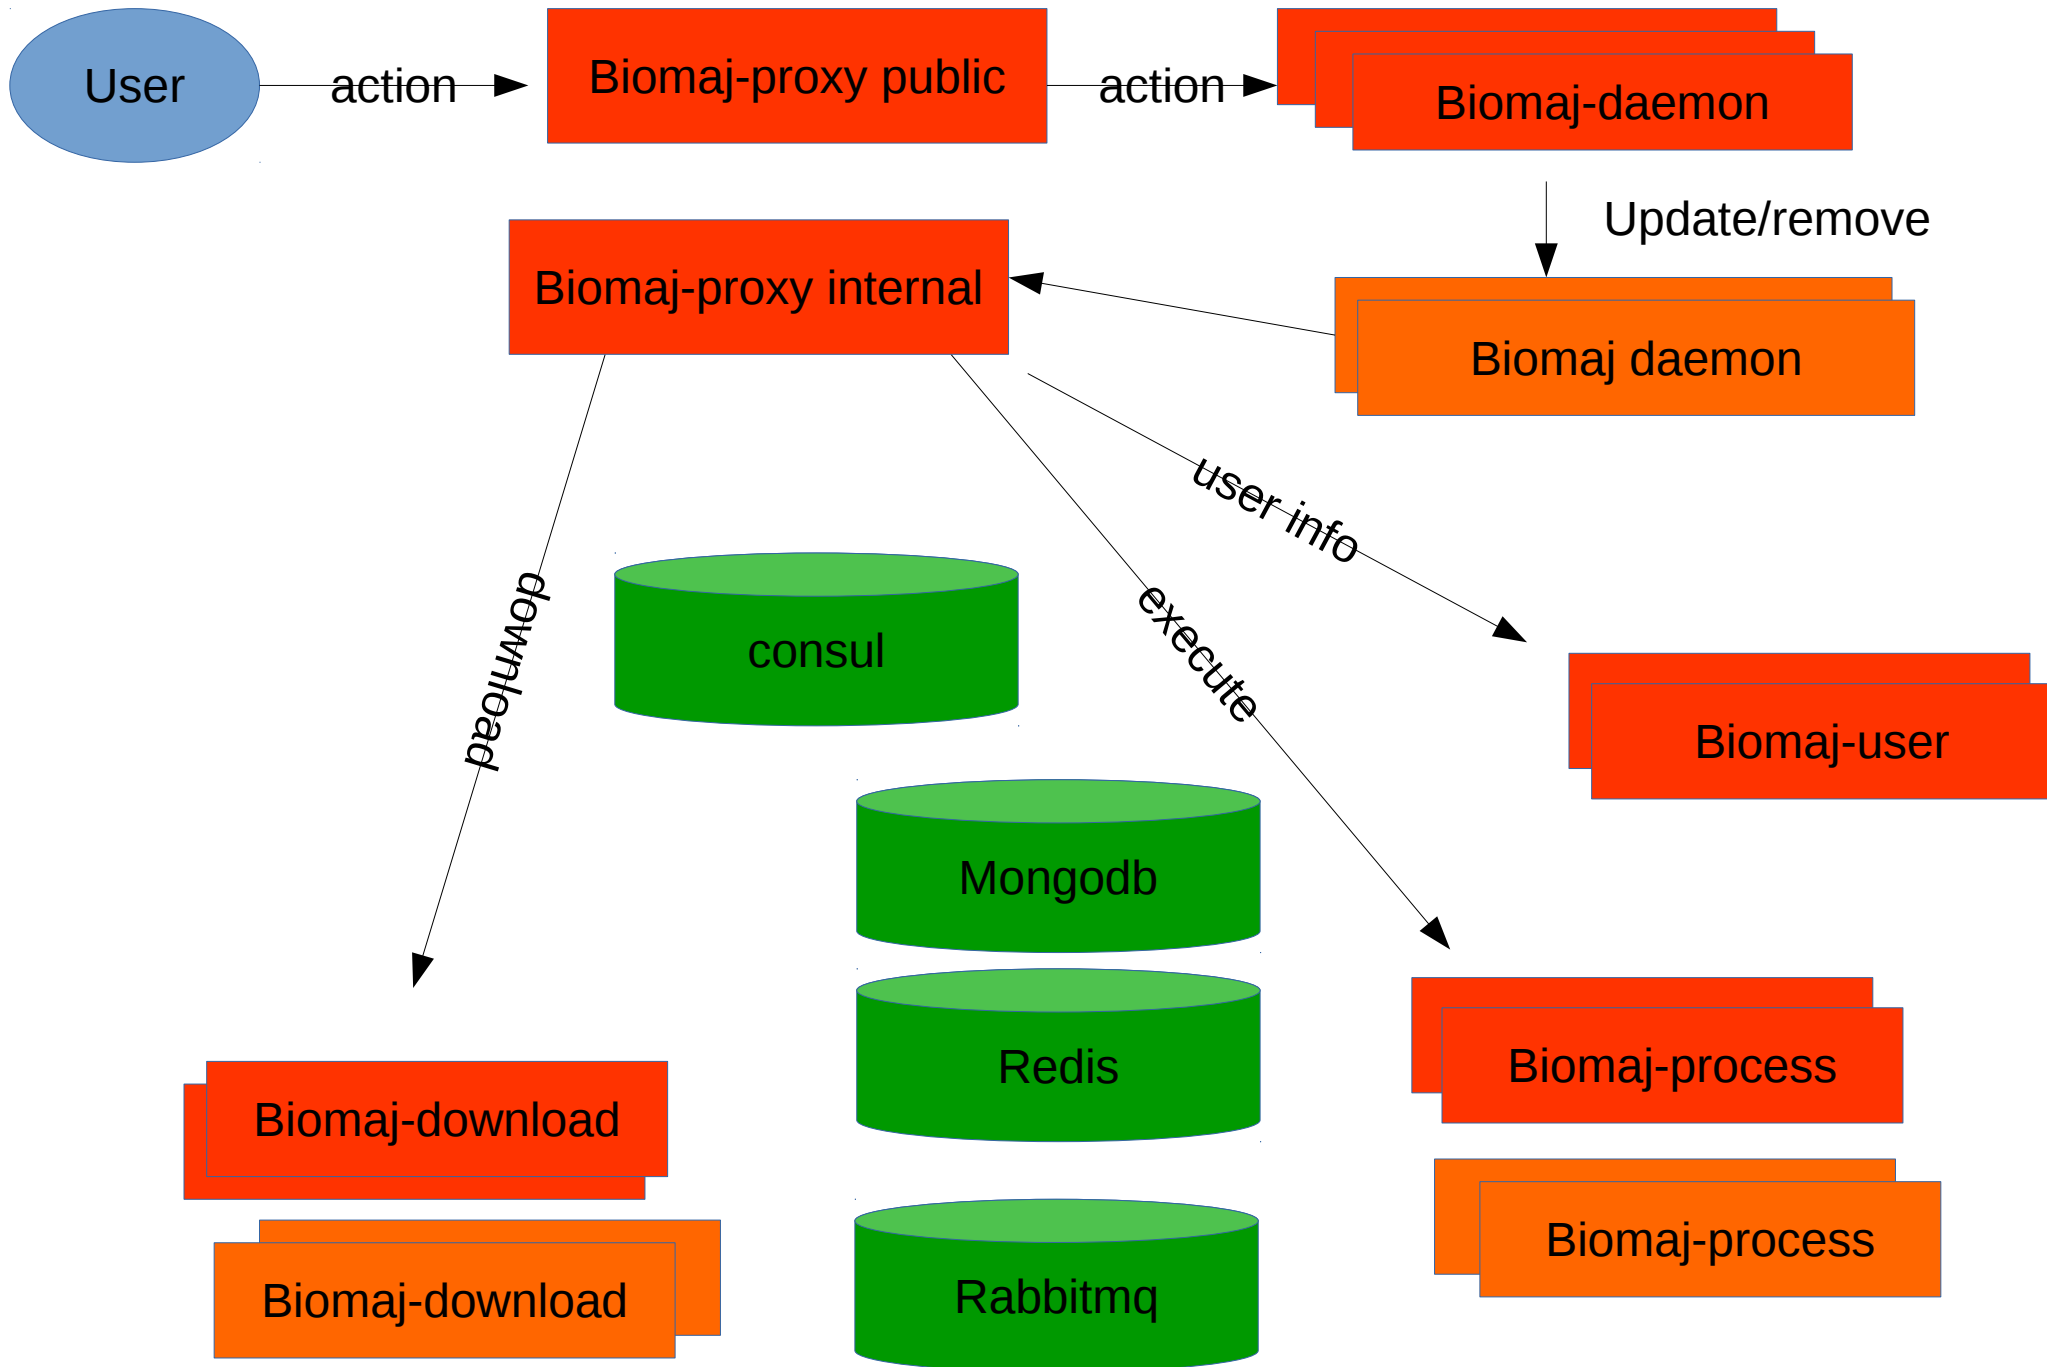 User
action
Biomaj-proxy public
action
Biomaj-daemon
Update/remove
Biomaj-proxy internal
Biomaj daemon
user info
download
execute
consul
Biomaj-user
Mongodb
Redis
Biomaj-process
Biomaj-download
Biomaj-process
Rabbitmq
Biomaj-download